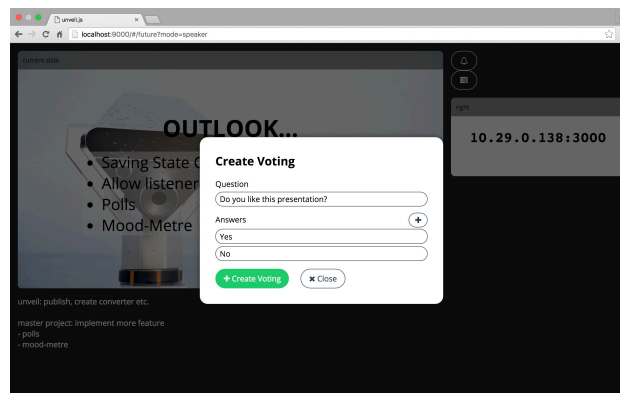 unveil.js
localhost:9000/#/future?mode=speaker
current slide
OUTLOOK...
• Saving State
• Allow listener
• Polls
• Mood-Metre
right
10.29.0.138:3000
Create Voting
Question
Do you like this presentation?
Answers
Yes
No
Create Voting
Close
unveil: publish, create converter etc.
master project: implement more feature
- polls
- mood-metre